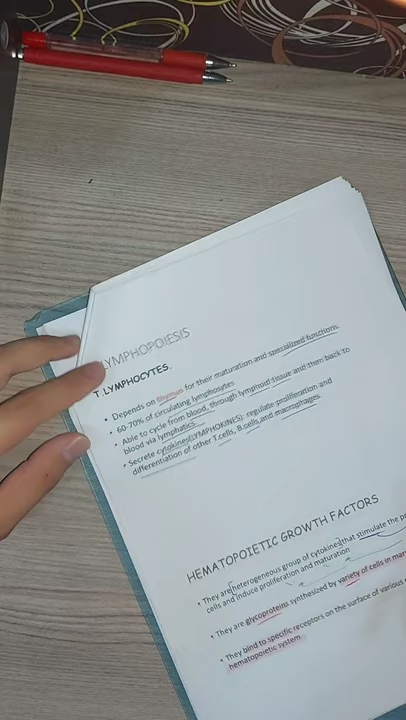 LYMPHOPOIESIS
T.LYMPHOCYTES.
• Depends on thymus for their maturation and specialized functions.
• 60-70% of circulating lymphocytes
• Able to cycle from blood, through lymphoid tissue and then back to
blood via lymphatics.
• Secrete cytokines(LYMPHOKINES): regulate proliferation and
differentiation of other T.cells, B.cells,and macrophages.
HEMATOPOIETIC GROWTH FACTORS
• They are heterogeneous group of cytokines that stimulate the
cells and induce proliferation and maturation
• They are glycoproteins synthesized by variety of cells in
• They bind to specific receptors on the surface of various
hematopoietic system.